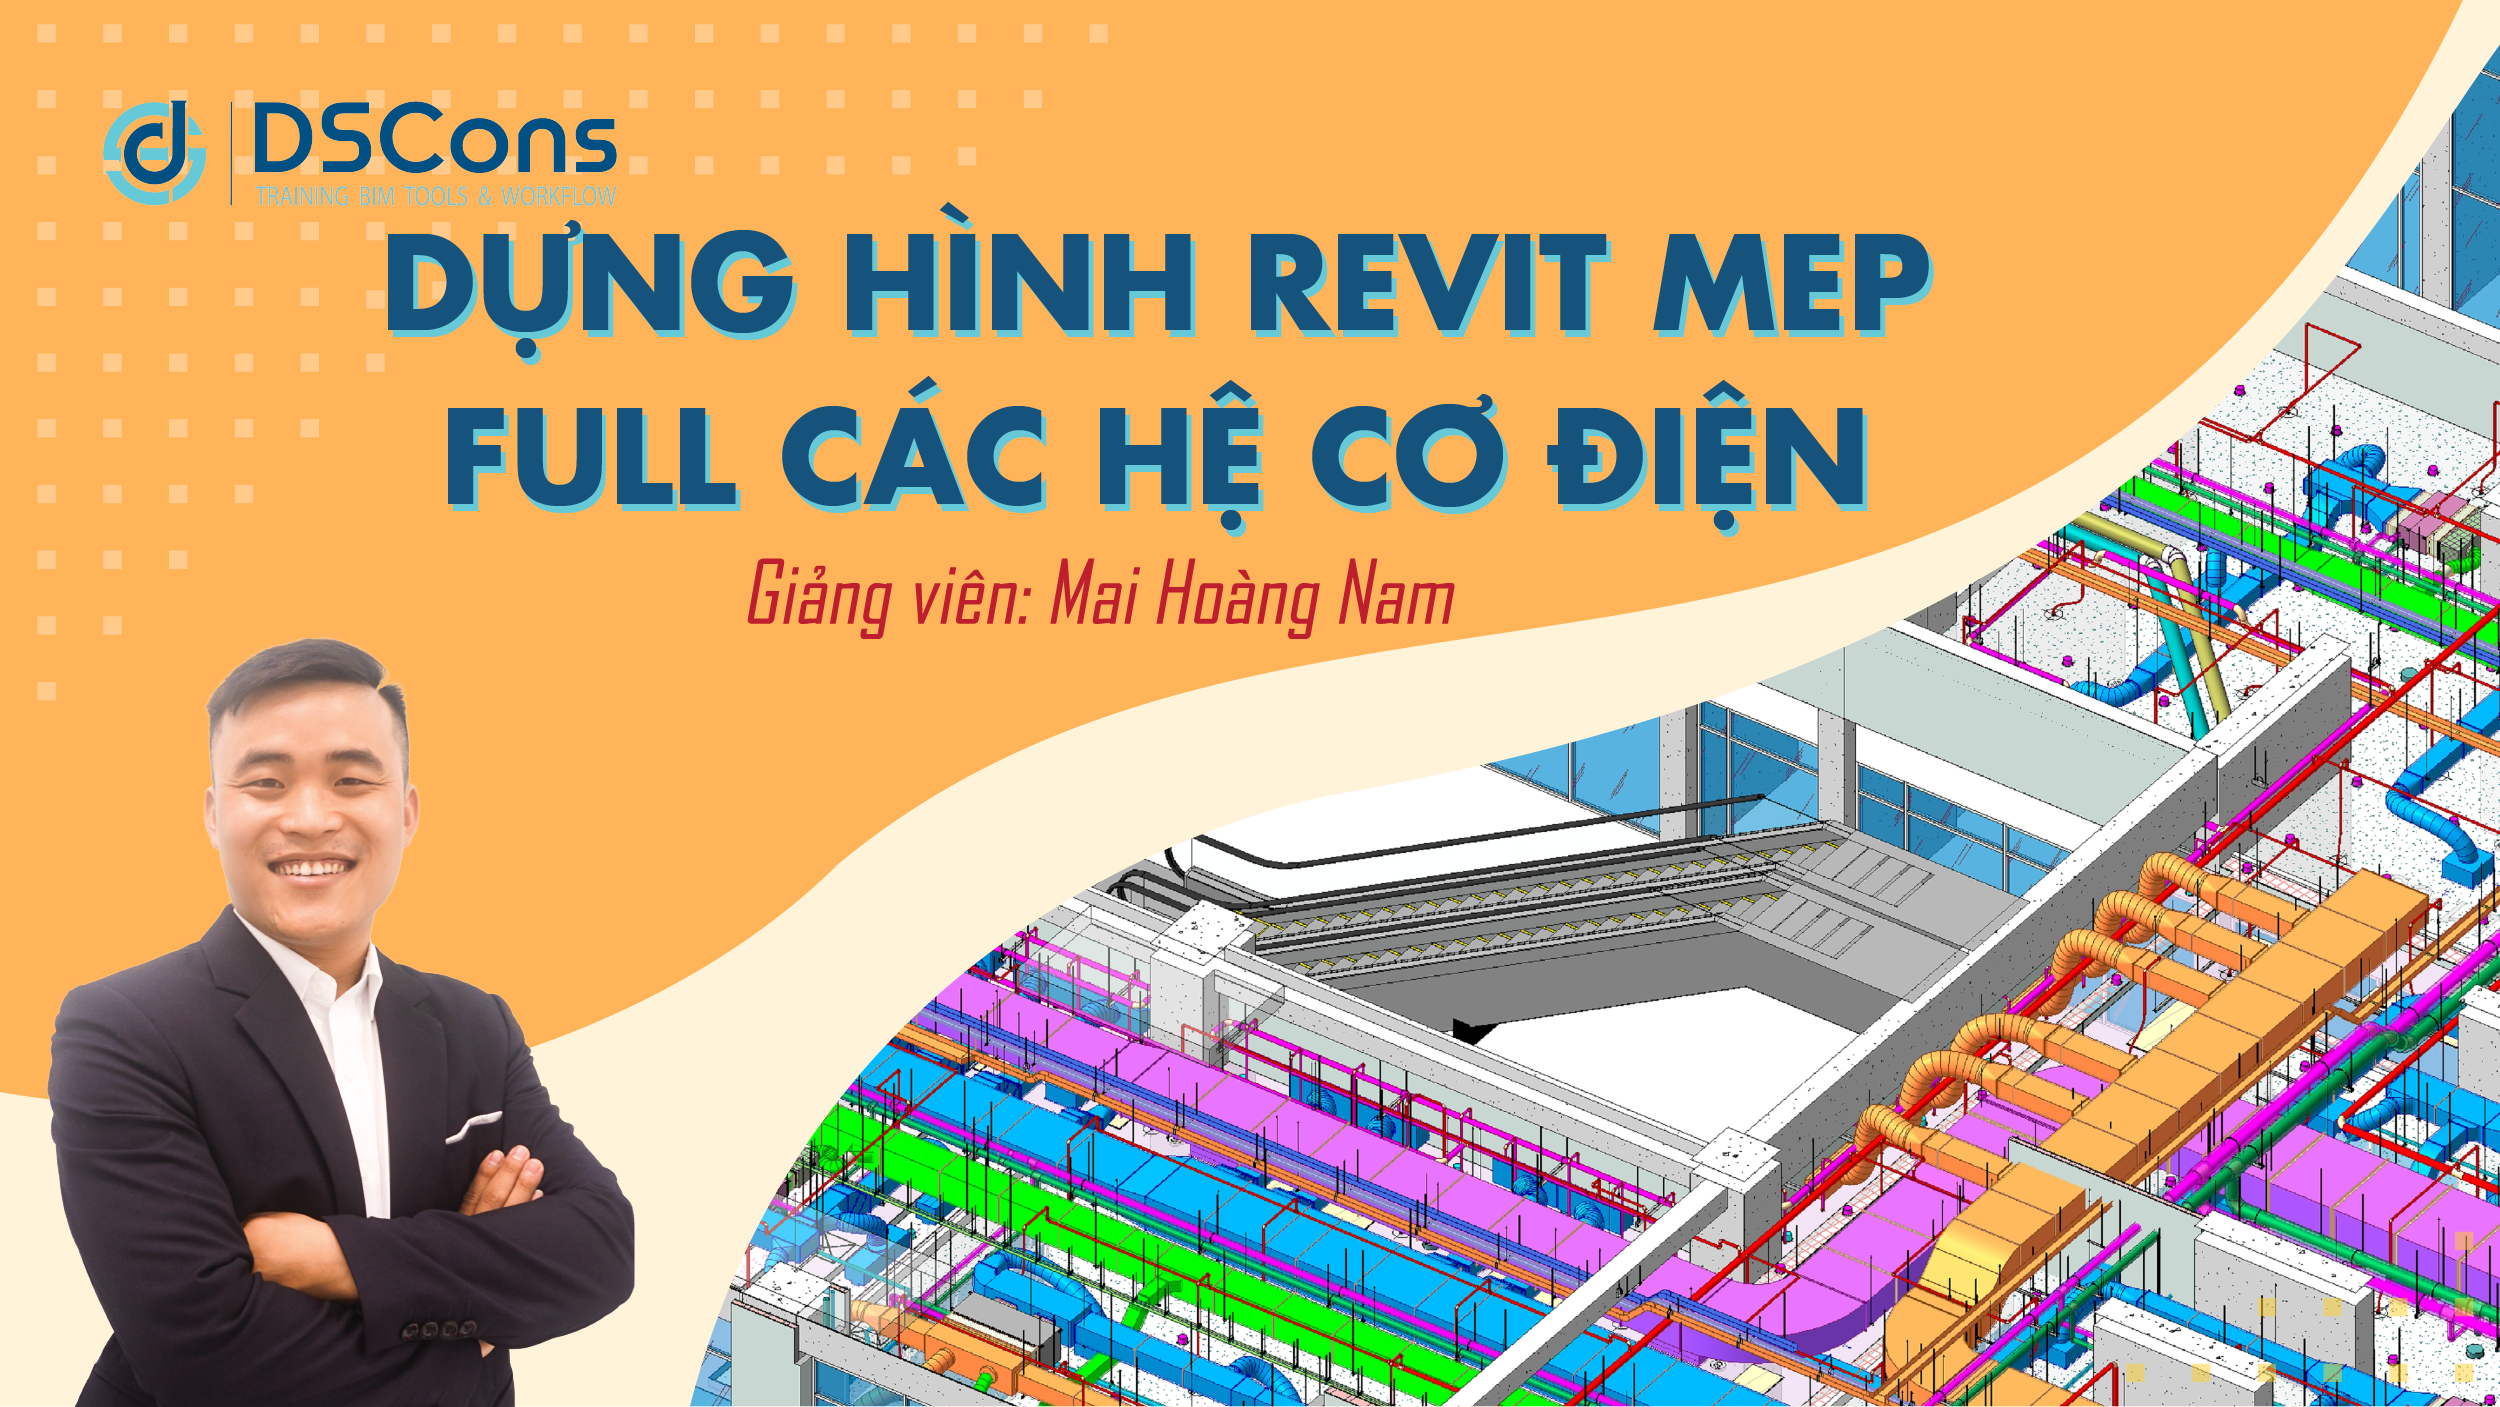 DSCons
TRAINING BIM TOOLS & WORKFLOW
DỰNG HÌNH REVIT MEP
FULL CÁC HỆ CƠ ĐIỆN
Giảng viên: Mai Hoàng Nam